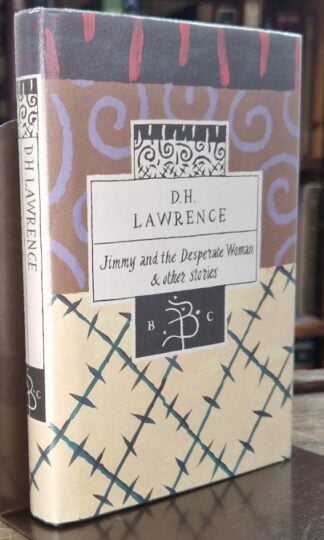 D.H.
LAWRENCE
Jimmy and the Desperate Woman
& other stories
B B C
D.H. LAWRENCE
B C